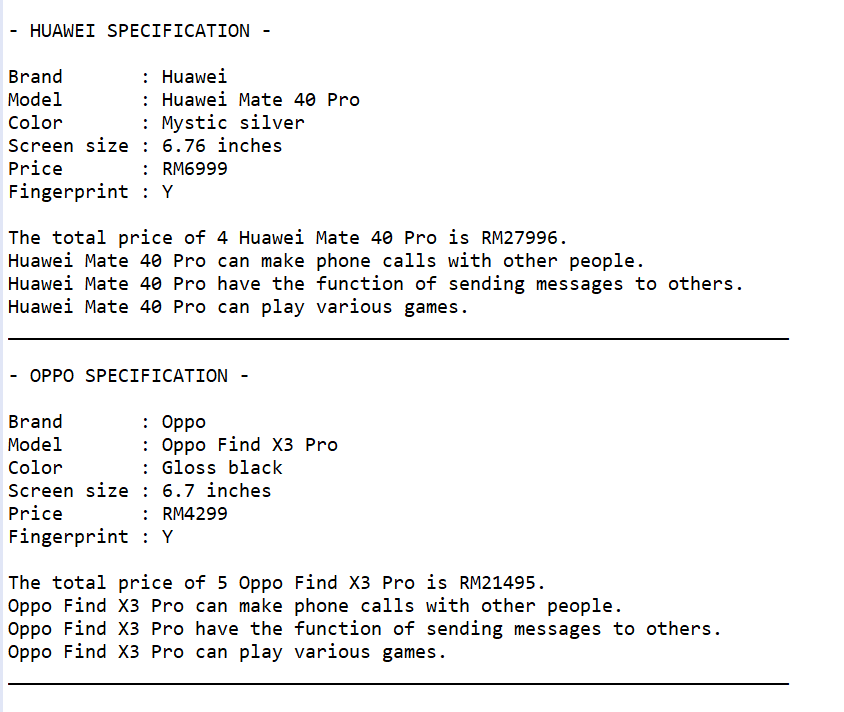 - HUAWEI SPECIFICATION -
Brand : Huawei
Model : Huawei Mate 40 Pro
Color : Mystic silver
Screen size : 6.76 inches
Price : RM6999
Fingerprint : Y
The total price of 4 Huawei Mate 40 Pro is RM27996.
Huawei Mate 40 Pro can make phone calls with other people.
Huawei Mate 40 Pro have the function of sending messages to others.
Huawei Mate 40 Pro can play various games.
- OPPO SPECIFICATION -
Brand : Oppo
Model : Oppo Find X3 Pro
Color : Gloss black
Screen size : 6.7 inches
Price : RM4299
Fingerprint : Y
The total price of 5 Oppo Find X3 Pro is RM21495.
Oppo Find X3 Pro can make phone calls with other people.
Oppo Find X3 Pro have the function of sending messages to others.
Oppo Find X3 Pro can play various games.